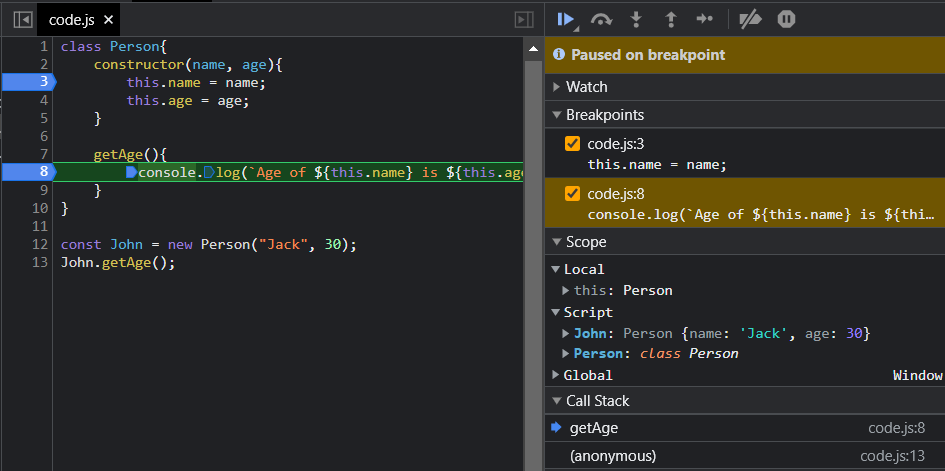 code.js ×
1 class Person{
2 constructor(name, age){
3 this.name = name;
4 this.age = age;
5 }
6
7 getAge(){
8 console.log(`Age of ${this.name} is ${this.age
9 }
10 }
11
12 const John = new Person("Jack", 30);
13 John.getAge();
Paused on breakpoint
Watch
Breakpoints
code.js:3
this.name = name;
code.js:8
console.log(`Age of ${this.name} is ${thi…
Scope
Local
this: Person
Script
John: Person {name: 'Jack', age: 30}
Person: class Person
Global Window
Call Stack
getAge code.js:8
(anonymous) code.js:13